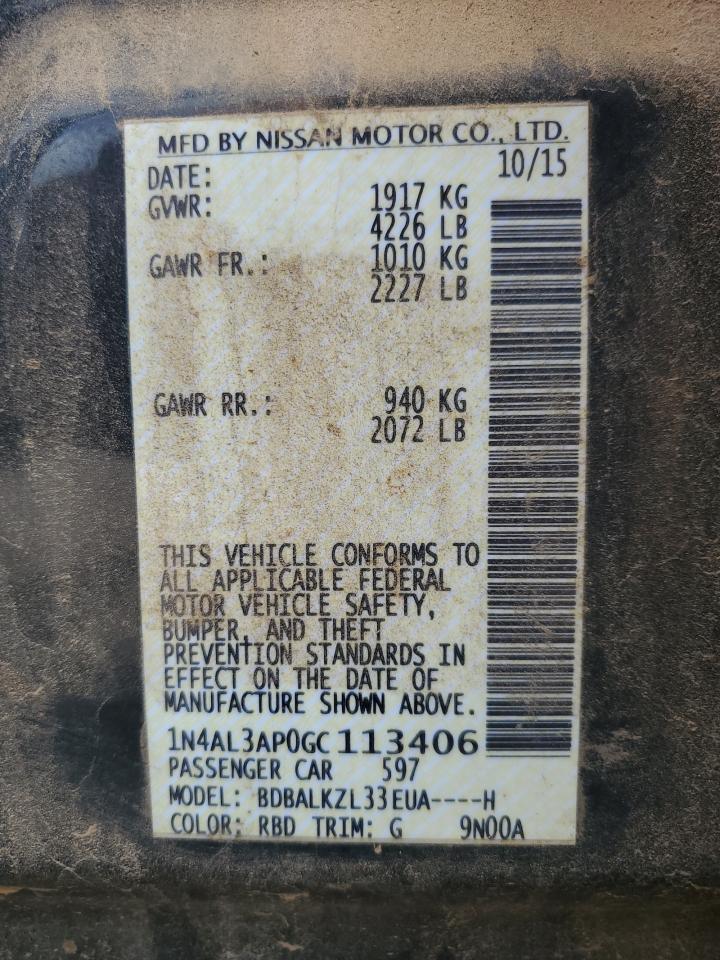 MFD BY NISSAN MOTOR CO., LTD.
DATE: 10/15
GVWR: 1917 KG
4226 LB
GAWR FR.: 1010 KG
2227 LB
GAWR RR.: 940 KG
2072 LB
THIS VEHICLE CONFORMS TO
ALL APPLICABLE FEDERAL
MOTOR VEHICLE SAFETY,
BUMPER, AND THEFT
PREVENTION STANDARDS IN
EFFECT ON THE DATE OF
MANUFACTURE SHOWN ABOVE.
1N4AL3AP0GC113406
PASSENGER CAR 597
MODEL: BDBALKZL33EUA----H
COLOR: RBD TRIM: G 9N00A